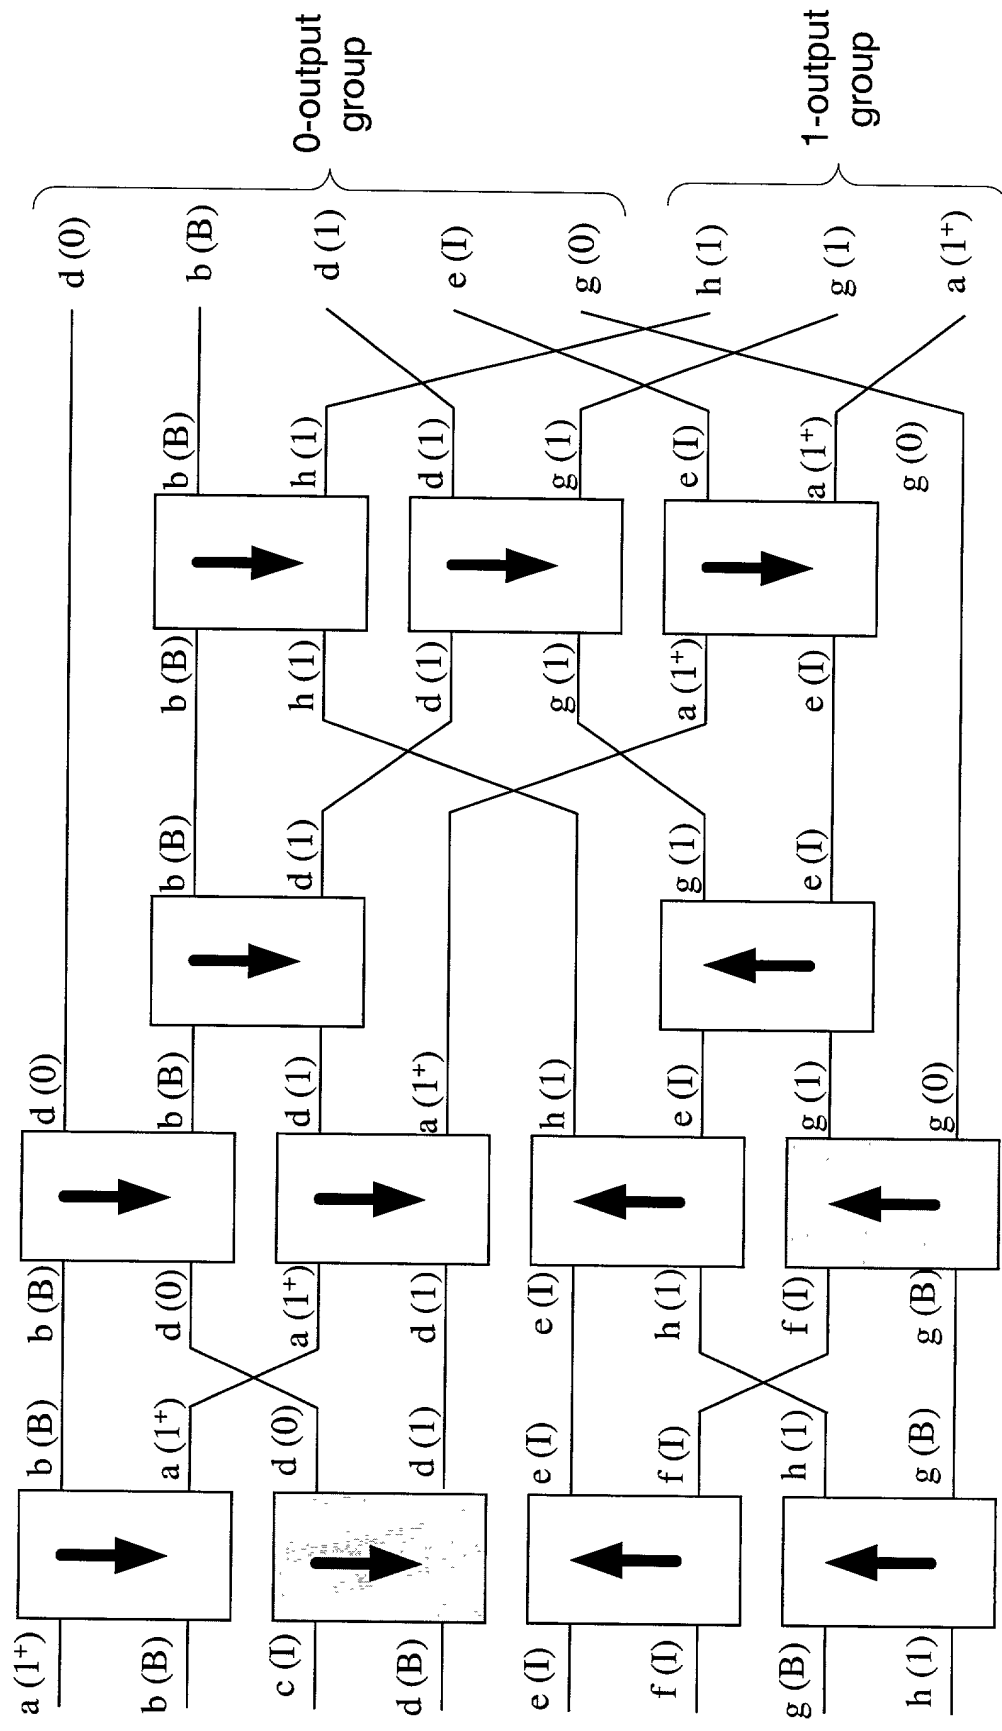 a (1⁺)
b (B)
c (I)
d (B)
e (I)
f (I)
g (B)
h (1)
b (B)
a (1⁺)
d (0)
d (1)
e (I)
f (I)
h (1)
g (B)
b (B)
d (0)
a (1⁺)
d (1)
e (I)
h (1)
f (I)
g (B)
d (0)
b (B)
d (1)
a (1⁺)
h (1)
e (I)
g (1)
g (0)
b (B)
d (1)
g (1)
e (I)
b (B)
h (1)
d (1)
g (1)
a (1⁺)
e (I)
b (B)
h (1)
d (1)
g (1)
e (I)
a (1⁺)
g (0)
d (0)
b (B)
d (1)
e (I)
g (0)
h (1)
g (1)
a (1⁺)
0-output
group
1-output
group